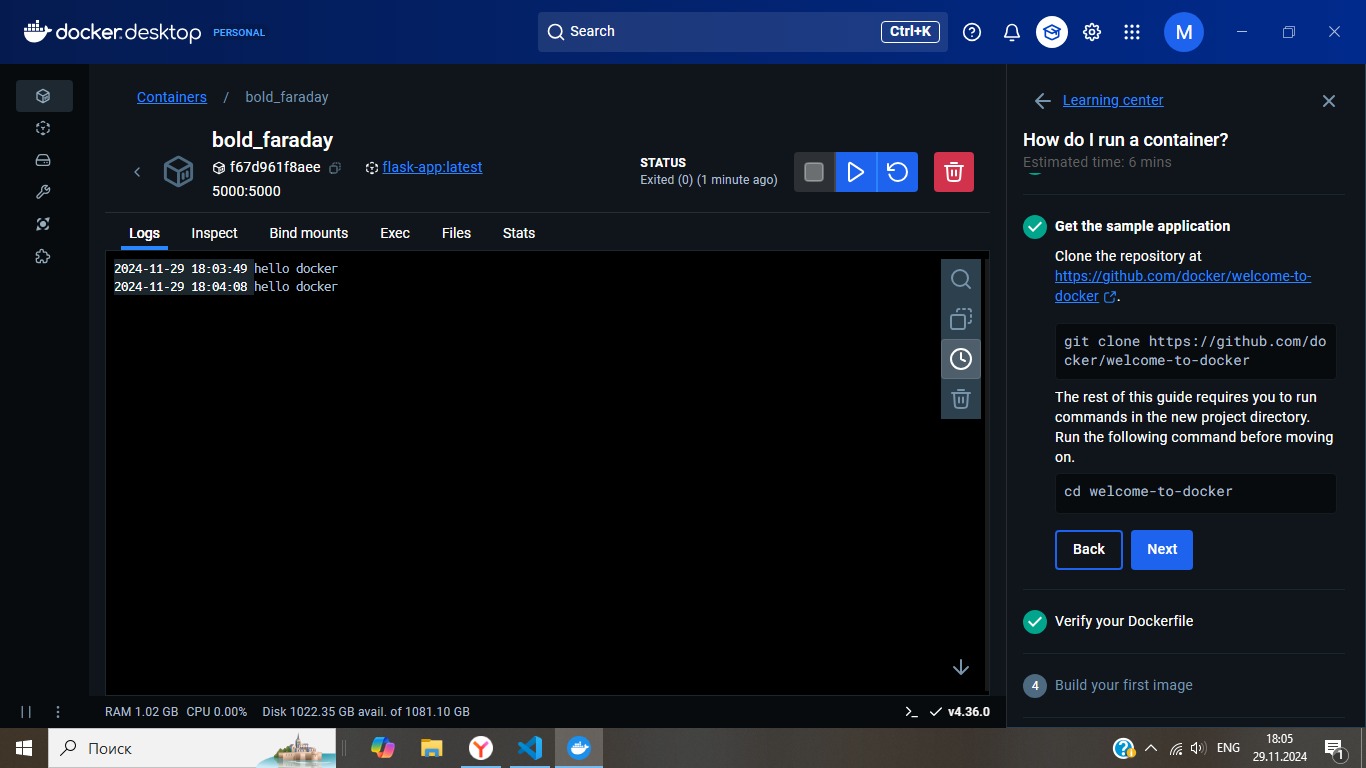 docker.desktop PERSONAL
Search
Ctrl+K
M
Containers / bold_faraday
bold_faraday
f67d961f8aee
flask-app:latest
5000:5000
STATUS
Exited (0) (1 minute ago)
Logs Inspect Bind mounts Exec Files Stats
2024-11-29 18:03:49 hello docker
2024-11-29 18:04:08 hello docker
Learning center
How do I run a container?
Estimated time: 6 mins
Get the sample application
Clone the repository at
https://github.com/docker/welcome-to-
docker .
git clone https://github.com/do
cker/welcome-to-docker
The rest of this guide requires you to run
commands in the new project directory.
Run the following command before moving
on.
cd welcome-to-docker
Back Next
Verify your Dockerfile
4 Build your first image
RAM 1.02 GB CPU 0.00% Disk 1022.35 GB avail. of 1081.10 GB
v4.36.0
Поиск
ENG
18:05
29.11.2024
1